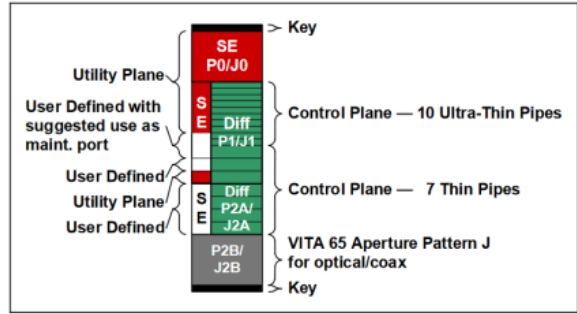 Key
SE
P0/J0
Utility Plane
User Defined with
suggested use as
maint. port
S
E
Diff
P1/J1
Control Plane — 10 Ultra-Thin Pipes
User Defined
Utility Plane
User Defined
S
E
Diff
P2A/
J2A
Control Plane — 7 Thin Pipes
P2B/
J2B
VITA 65 Aperture Pattern J
for optical/coax
Key